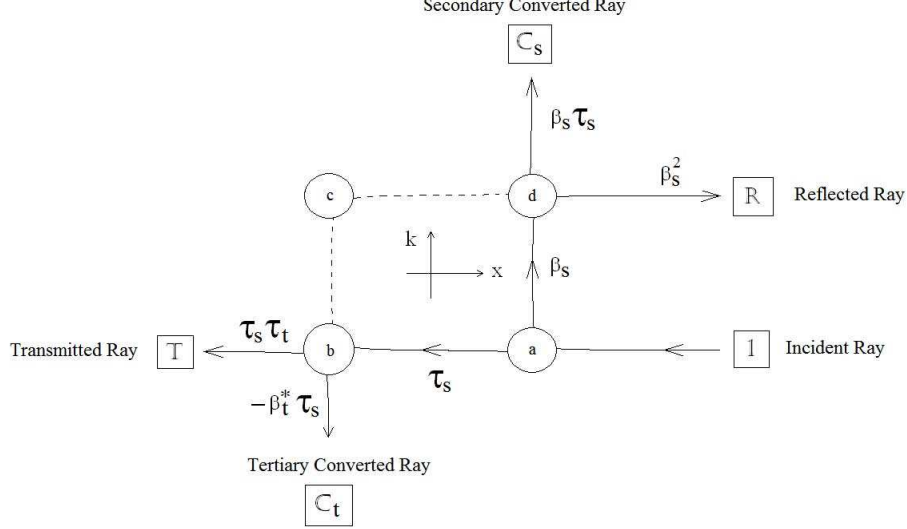 Secondary Converted Ray
ℂs
βsτs
βs²
c
d
R
Reflected Ray
k
x
βs
Transmitted Ray
T
τsτt
b
a
1
Incident Ray
τs
−βt*τs
Tertiary Converted Ray
ℂt